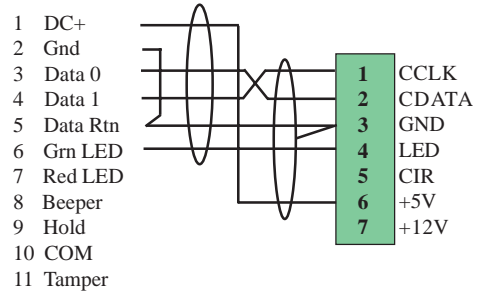 1 DC+
2 Gnd
3 Data 0
4 Data 1
5 Data Rtn
6 Grn LED
7 Red LED
8 Beeper
9 Hold
10 COM
11 Tamper
1 CCLK
2 CDATA
3 GND
4 LED
5 CIR
6 +5V
7 +12V